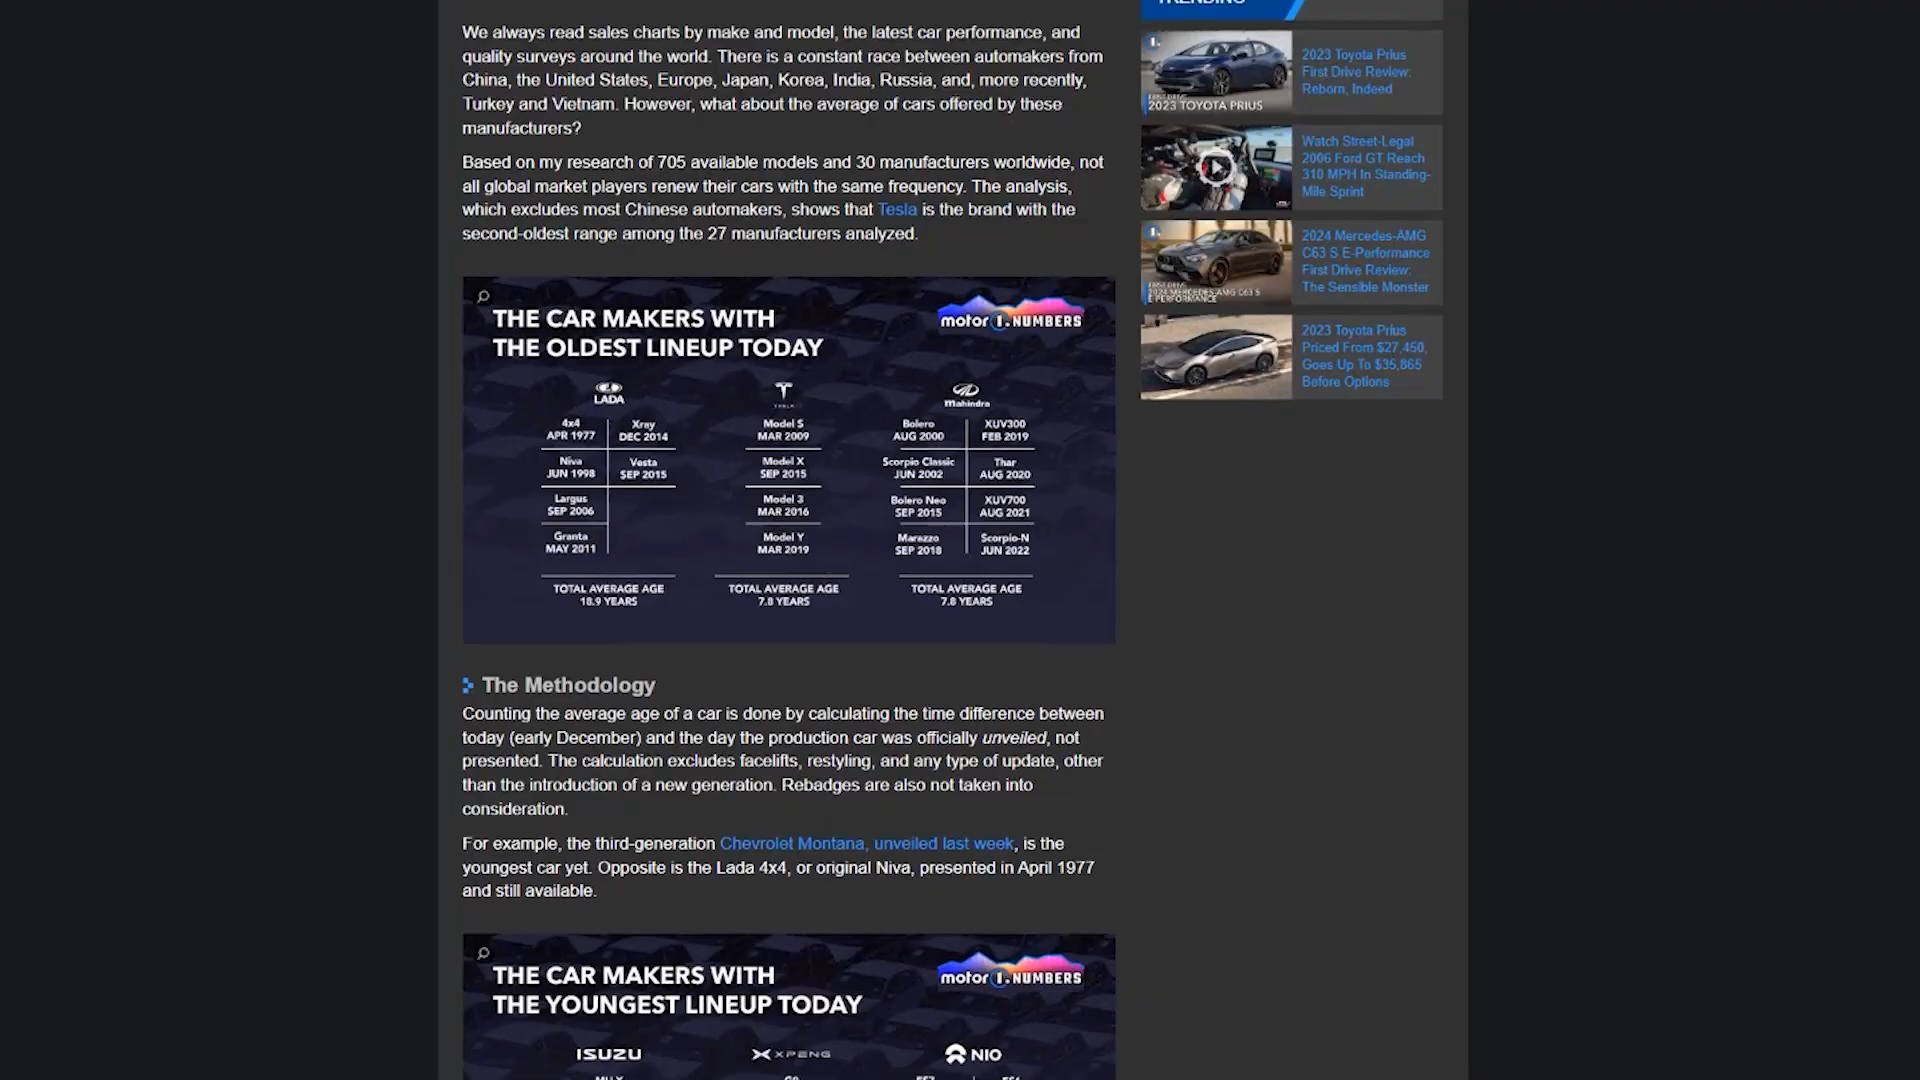 We always read sales charts by make and model, the latest car performance, and
quality surveys around the world. There is a constant race between automakers from
China, the United States, Europe, Japan, Korea, India, Russia, and, more recently,
Turkey and Vietnam. However, what about the average of cars offered by these
manufacturers?
Based on my research of 705 available models and 30 manufacturers worldwide, not
all global market players renew their cars with the same frequency. The analysis,
which excludes most Chinese automakers, shows that Tesla is the brand with the
second-oldest range among the 27 manufacturers analyzed.
THE CAR MAKERS WITH
THE OLDEST LINEUP TODAY
motor1.NUMBERS
LADA
4x4
APR 1977
Xray
DEC 2014
Niva
JUN 1998
Vesta
SEP 2015
Largus
SEP 2006
Granta
MAY 2011
TOTAL AVERAGE AGE
18.9 YEARS
TESLA
Model S
MAR 2009
Model X
SEP 2015
Model 3
MAR 2016
Model Y
MAR 2019
TOTAL AVERAGE AGE
7.8 YEARS
Mahindra
Bolero
AUG 2000
XUV300
FEB 2019
Scorpio Classic
JUN 2002
Thar
AUG 2020
Bolero Neo
SEP 2015
XUV700
AUG 2021
Marazzo
SEP 2018
Scorpio-N
JUN 2022
TOTAL AVERAGE AGE
7.8 YEARS
The Methodology
Counting the average age of a car is done by calculating the time difference between
today (early December) and the day the production car was officially unveiled, not
presented. The calculation excludes facelifts, restyling, and any type of update, other
than the introduction of a new generation. Rebadges are also not taken into
consideration.
For example, the third-generation Chevrolet Montana, unveiled last week, is the
youngest car yet. Opposite is the Lada 4x4, or original Niva, presented in April 1977
and still available.
THE CAR MAKERS WITH
THE YOUNGEST LINEUP TODAY
motor1.NUMBERS
ISUZU
XPENG
NIO
TRENDING
FIRST DRIVE
2023 TOYOTA PRIUS
2023 Toyota Prius
First Drive Review:
Reborn, Indeed
Watch Street-Legal
2006 Ford GT Reach
310 MPH In Standing-
Mile Sprint
FIRST DRIVE
2024 MERCEDES-AMG C63 S
E PERFORMANCE
2024 Mercedes-AMG
C63 S E-Performance
First Drive Review:
The Sensible Monster
2023 Toyota Prius
Priced From $27,450,
Goes Up To $35,865
Before Options